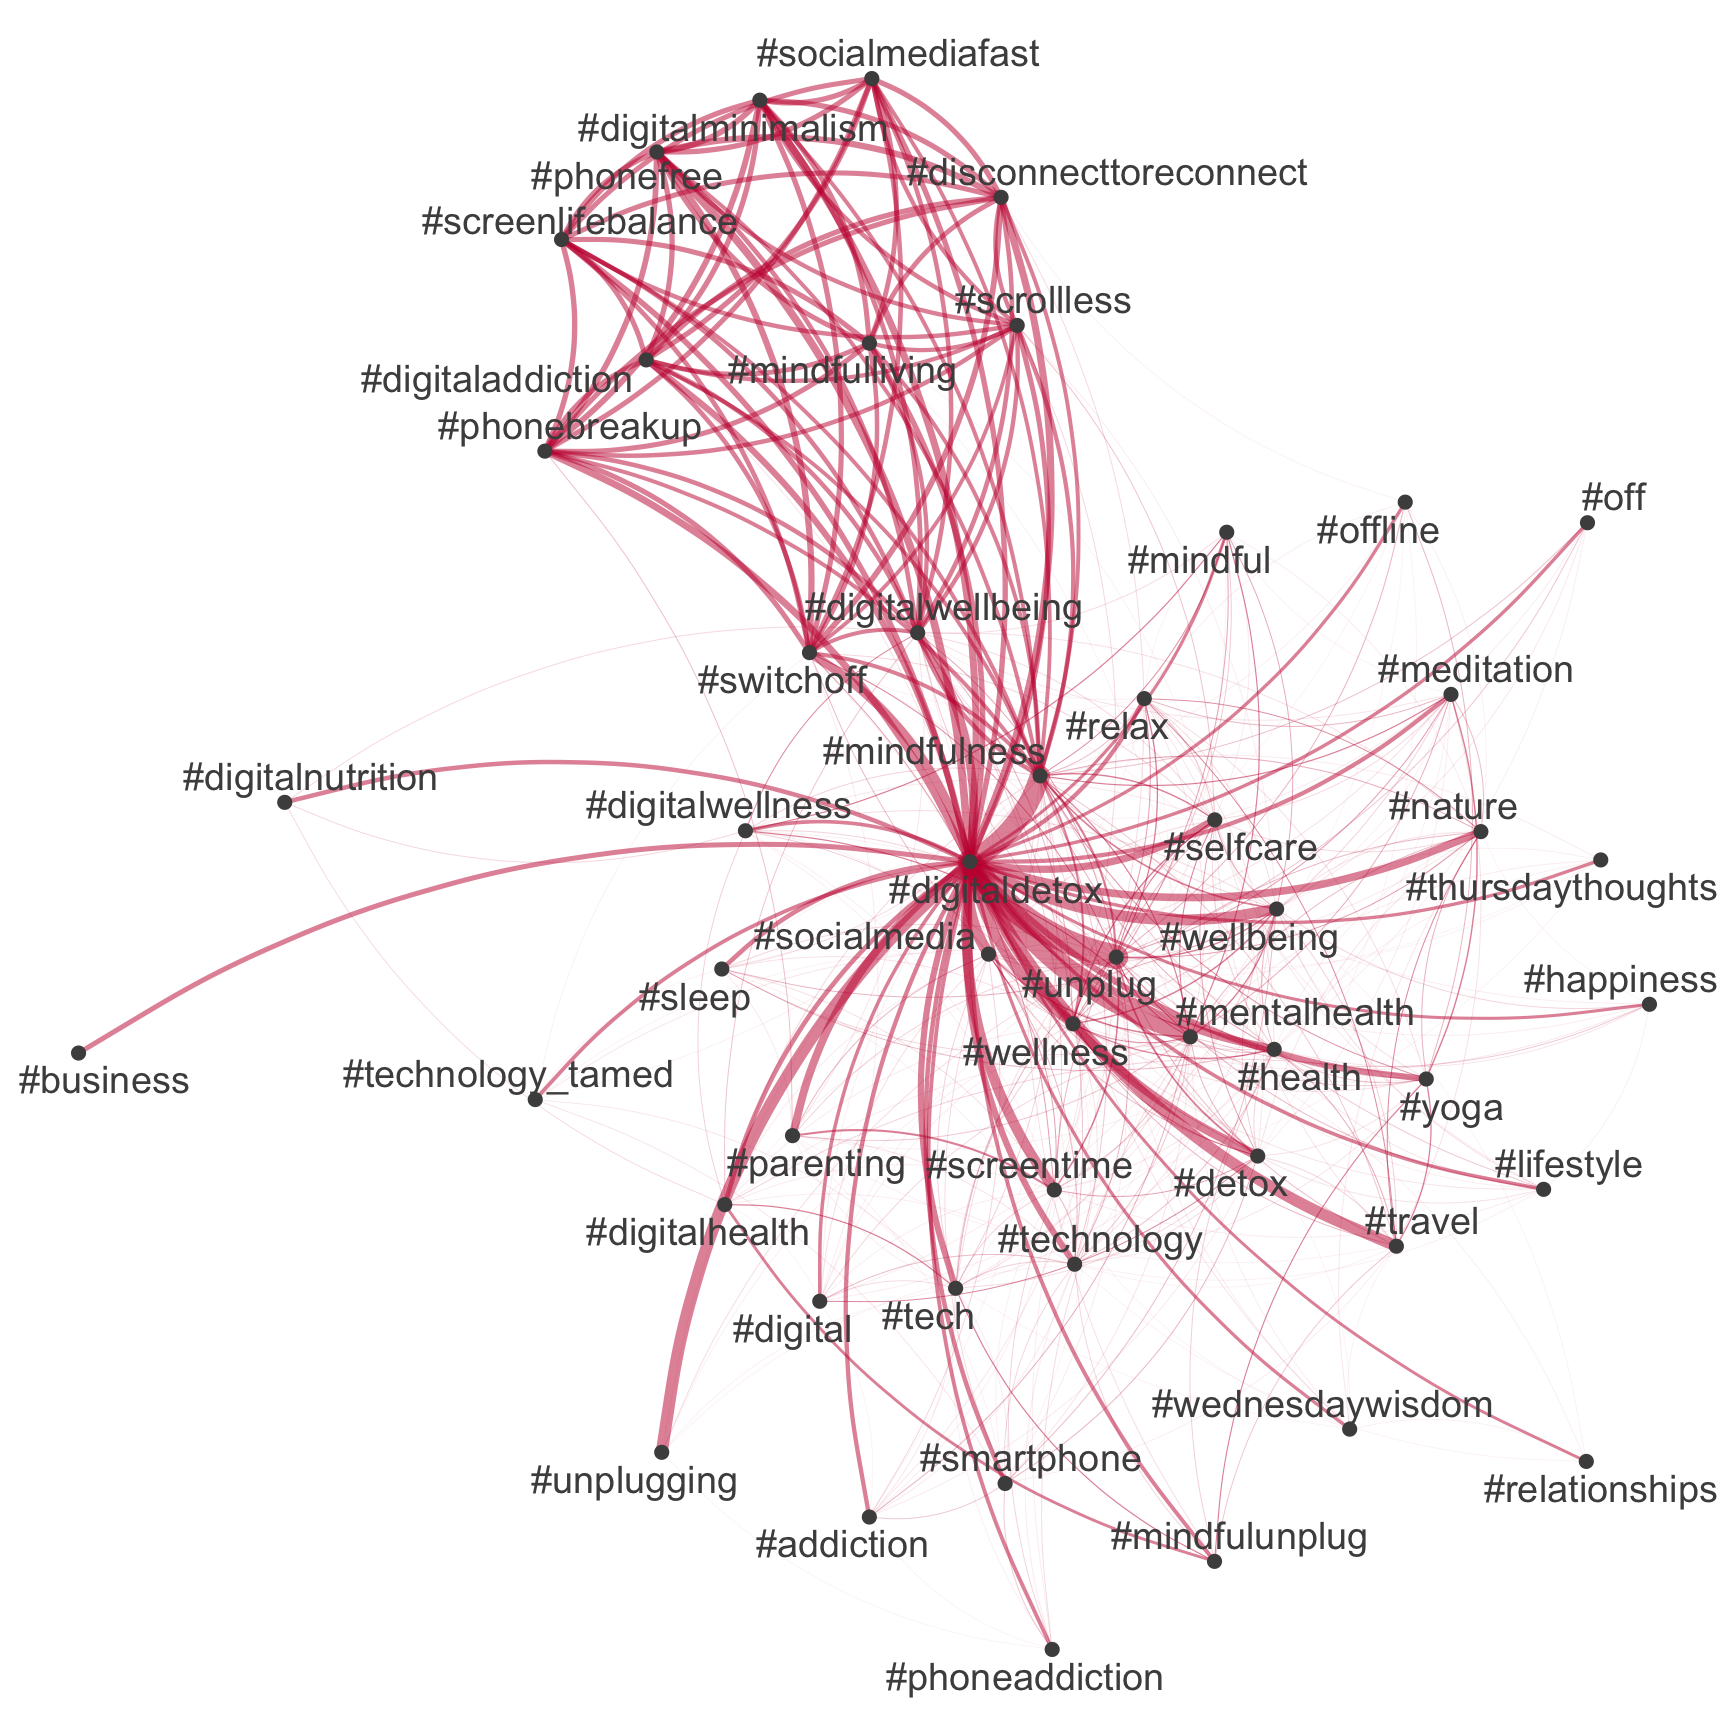 #socialmediafast
#digitalminimalism
#disconnecttoreconnect
#phonefree
#screenlifebalance
#scrollless
#mindfulliving
#digitaladdiction
#phonebreakup
#off
#offline
#mindful
#digitalwellbeing
#meditation
#switchoff
#relax
#mindfulness
#digitalnutrition
#digitalwellness
#nature
#selfcare
#thursdaythoughts
#digitaldetox
#socialmedia
#wellbeing
#happiness
#unplug
#sleep
#mentalhealth
#wellness
#technology_tamed
#health
#business
#yoga
#parenting
#screentime
#lifestyle
#detox
#travel
#digitalhealth
#technology
#tech
#digital
#wednesdaywisdom
#smartphone
#unplugging
#relationships
#mindfulunplug
#addiction
#phoneaddiction